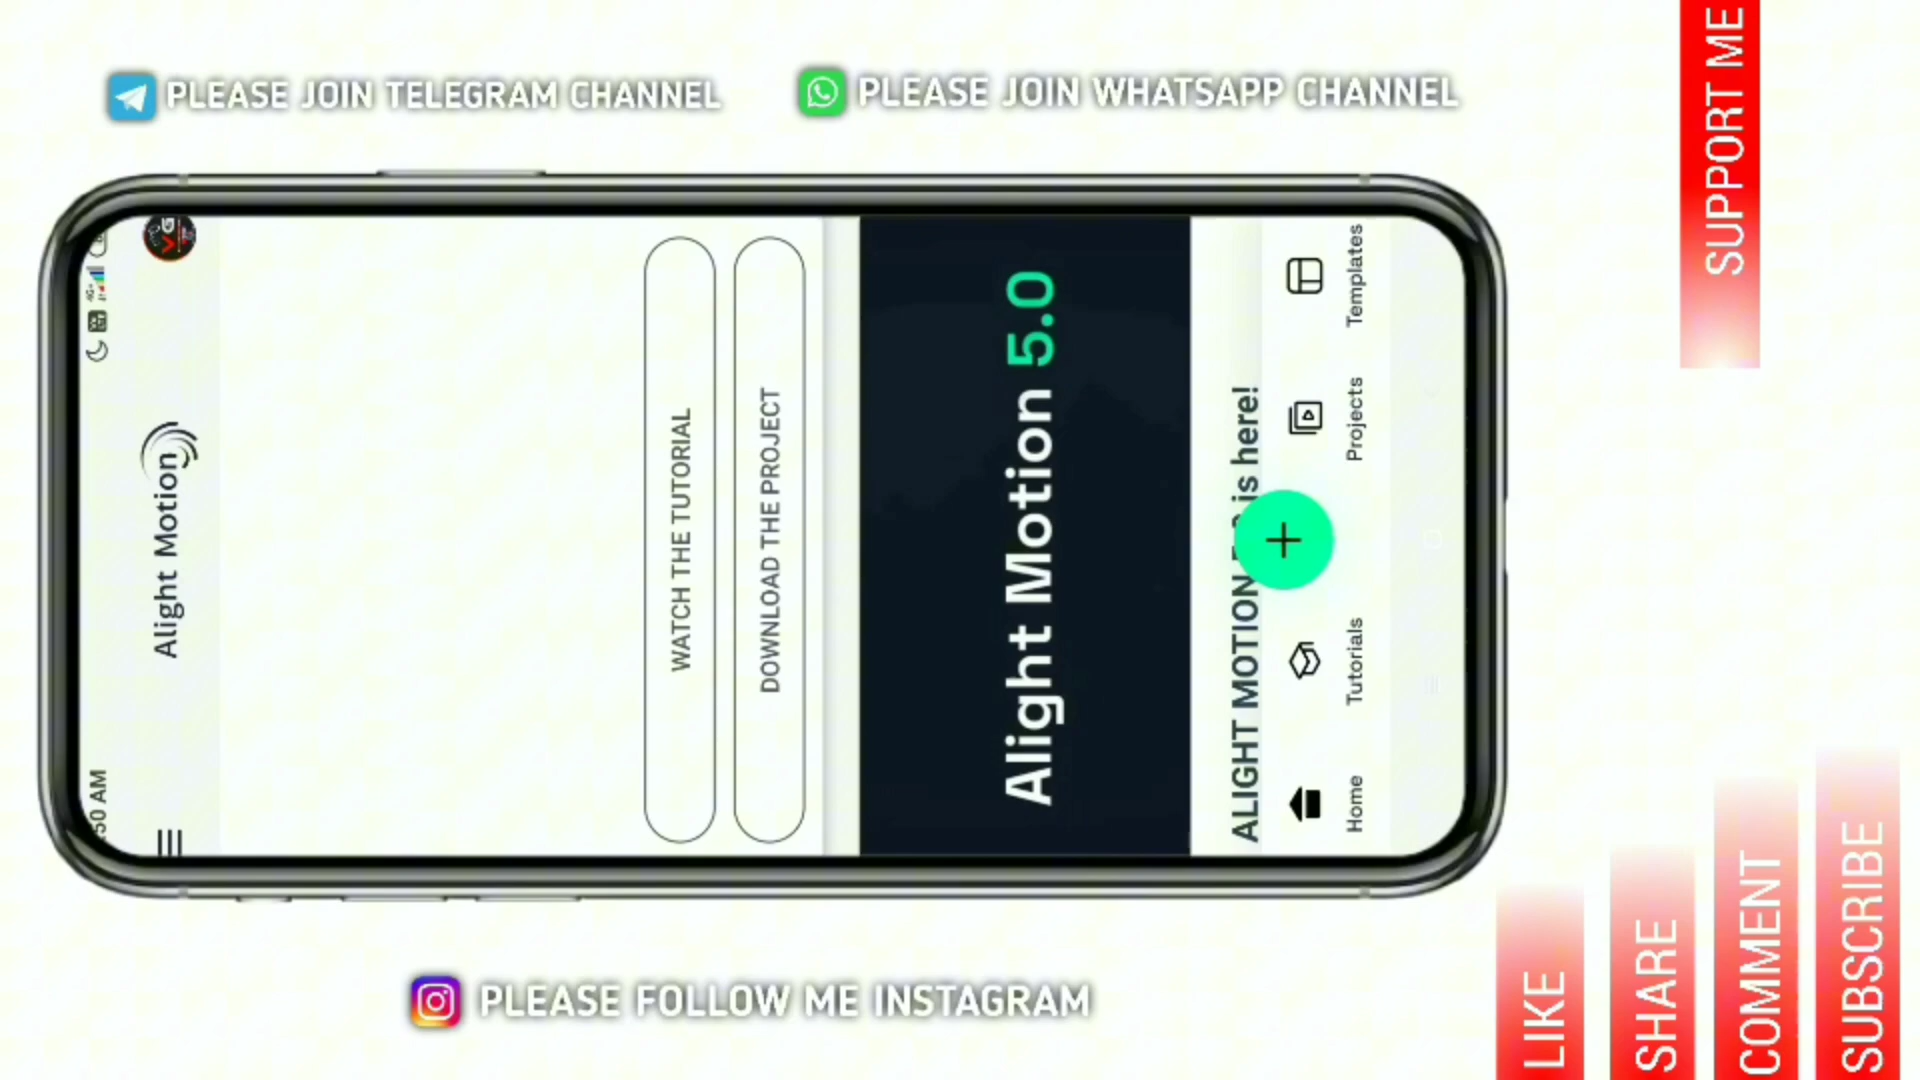 PLEASE JOIN TELEGRAM CHANNEL
PLEASE JOIN WHATSAPP CHANNEL
SUPPORT ME
:50 AM
Alight Motion
WATCH THE TUTORIAL
DOWNLOAD THE PROJECT
Alight Motion 5.0
ALIGHT MOTION is here!
Home
Tutorials
Projects
Templates
PLEASE FOLLOW ME INSTAGRAM
LIKE
SHARE
COMMENT
SUBSCRIBE